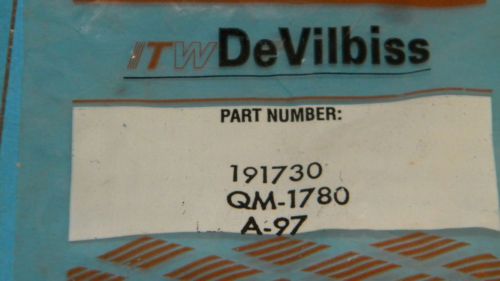 ITW DeVilbiss
PART NUMBER:
191730
QM-1780
A-97